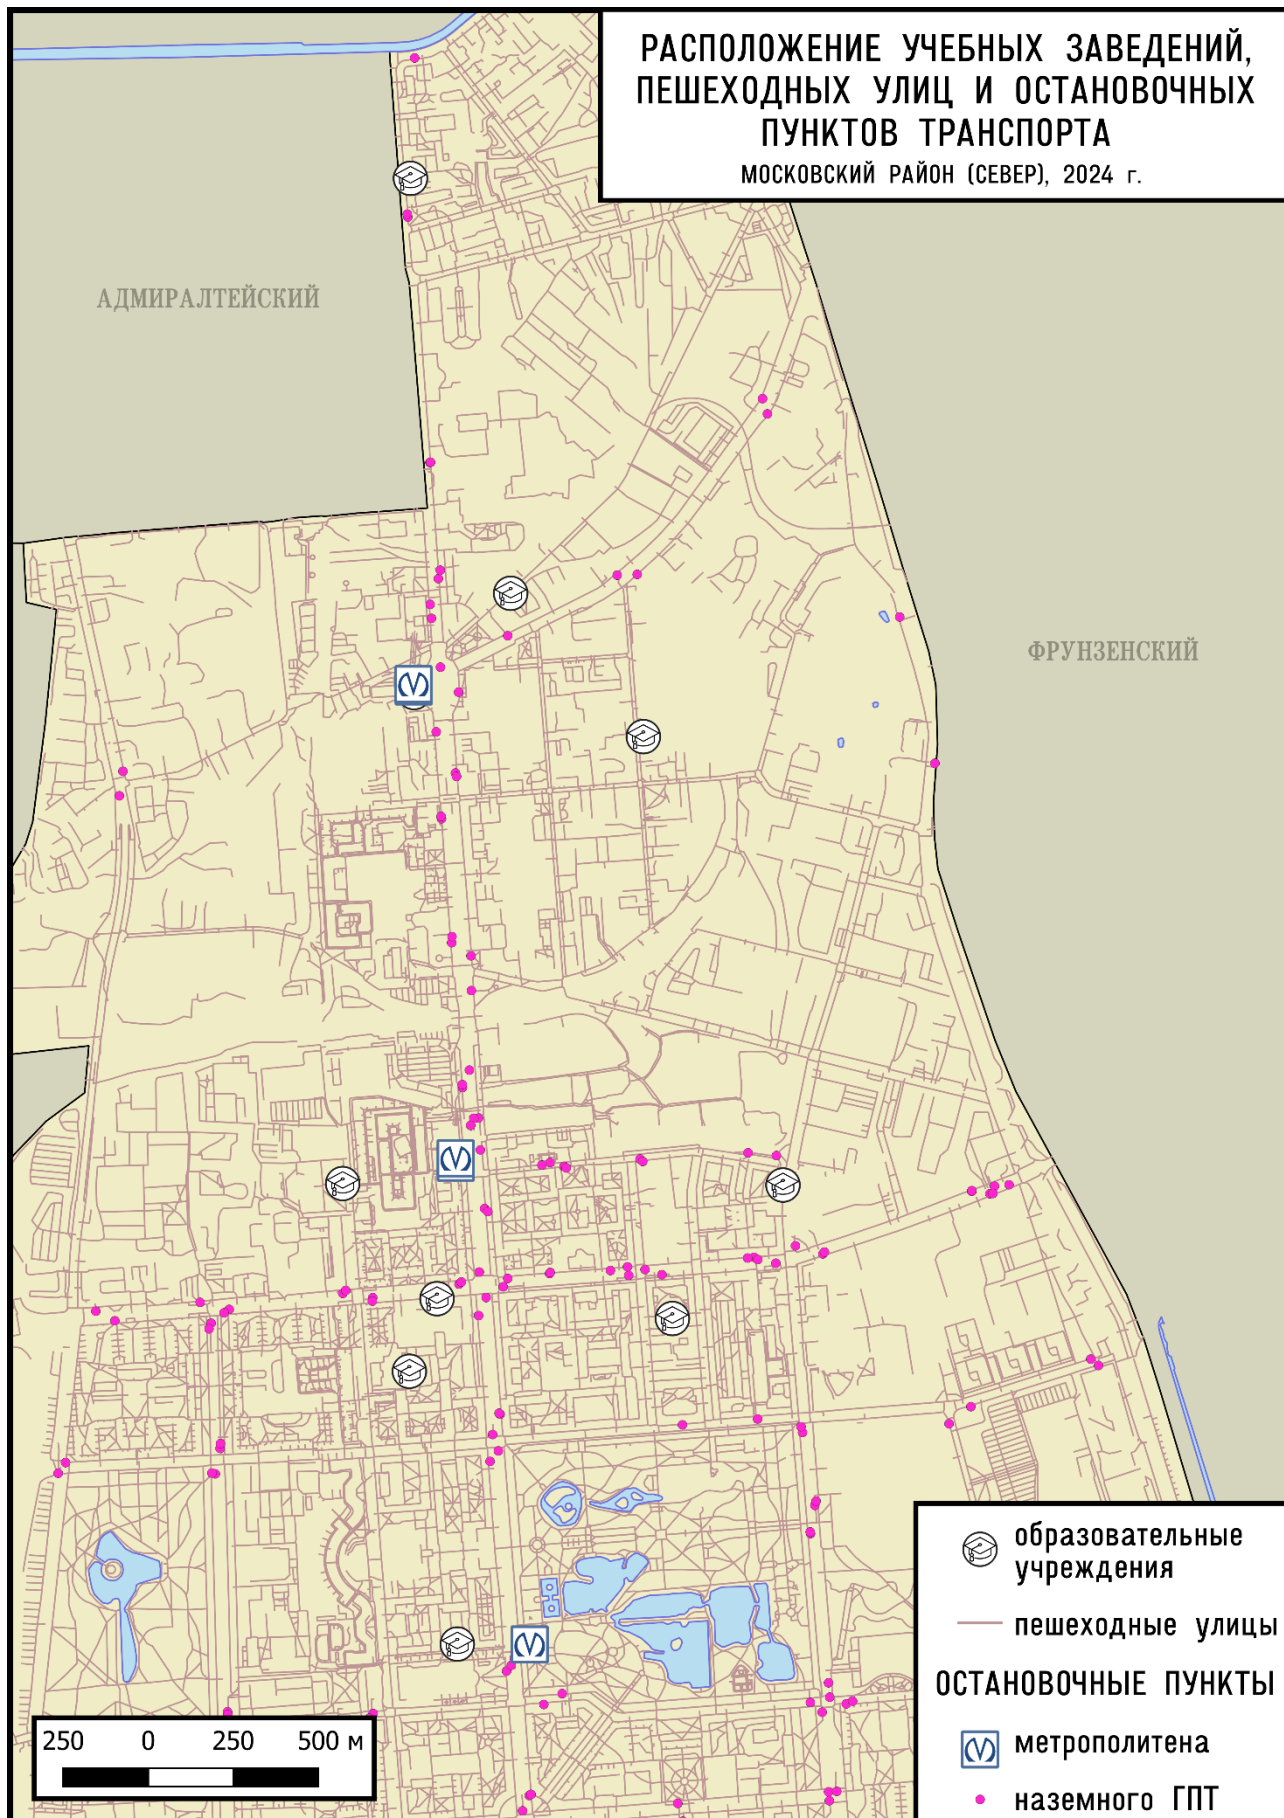 РАСПОЛОЖЕНИЕ УЧЕБНЫХ ЗАВЕДЕНИЙ,
ПЕШЕХОДНЫХ УЛИЦ И ОСТАНОВОЧНЫХ
ПУНКТОВ ТРАНСПОРТА
МОСКОВСКИЙ РАЙОН (СЕВЕР), 2024 г.
АДМИРАЛТЕЙСКИЙ
ФРУНЗЕНСКИЙ
образовательные
учреждения
пешеходные улицы
ОСТАНОВОЧНЫЕ ПУНКТЫ
метрополитена
наземного ГПТ
250 0 250 500 м